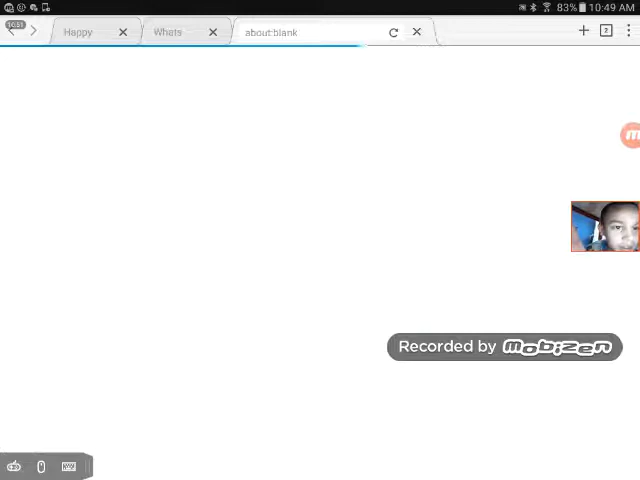 83% 10:49 AM
Happy
Whats
about:blank
2
Recorded by mobizen